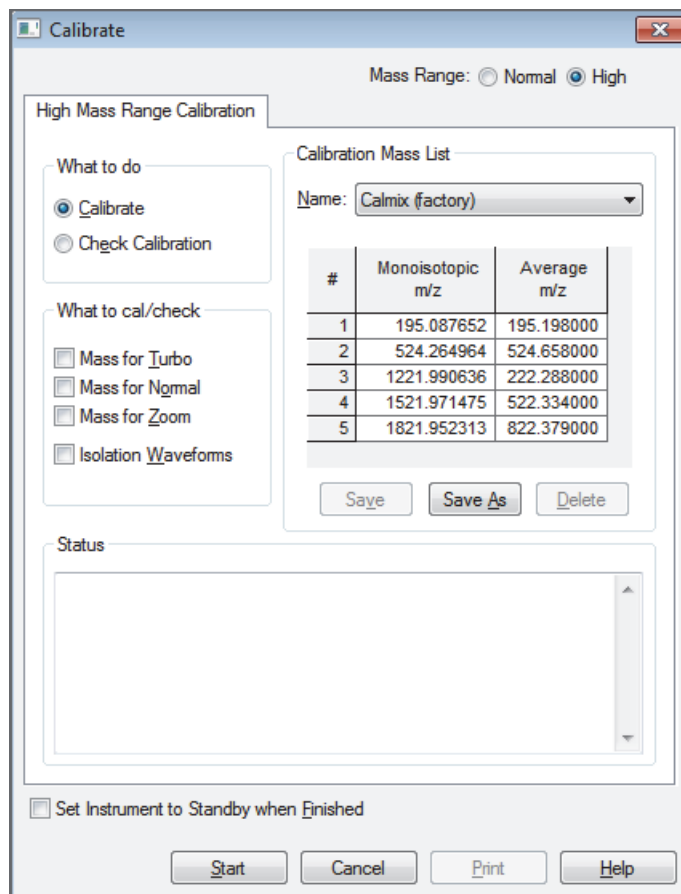 Calibrate
Mass Range: Normal High
High Mass Range Calibration
What to do
Calibrate
Check Calibration
What to cal/check
Mass for Turbo
Mass for Normal
Mass for Zoom
Isolation Waveforms
Calibration Mass List
Name: Calmix (factory)
# Monoisotopic m/z Average m/z
1 195.087652 195.198000
2 524.264964 524.658000
3 1221.990636 222.288000
4 1521.971475 522.334000
5 1821.952313 822.379000
Save Save As Delete
Status
Set Instrument to Standby when Finished
Start Cancel Print Help